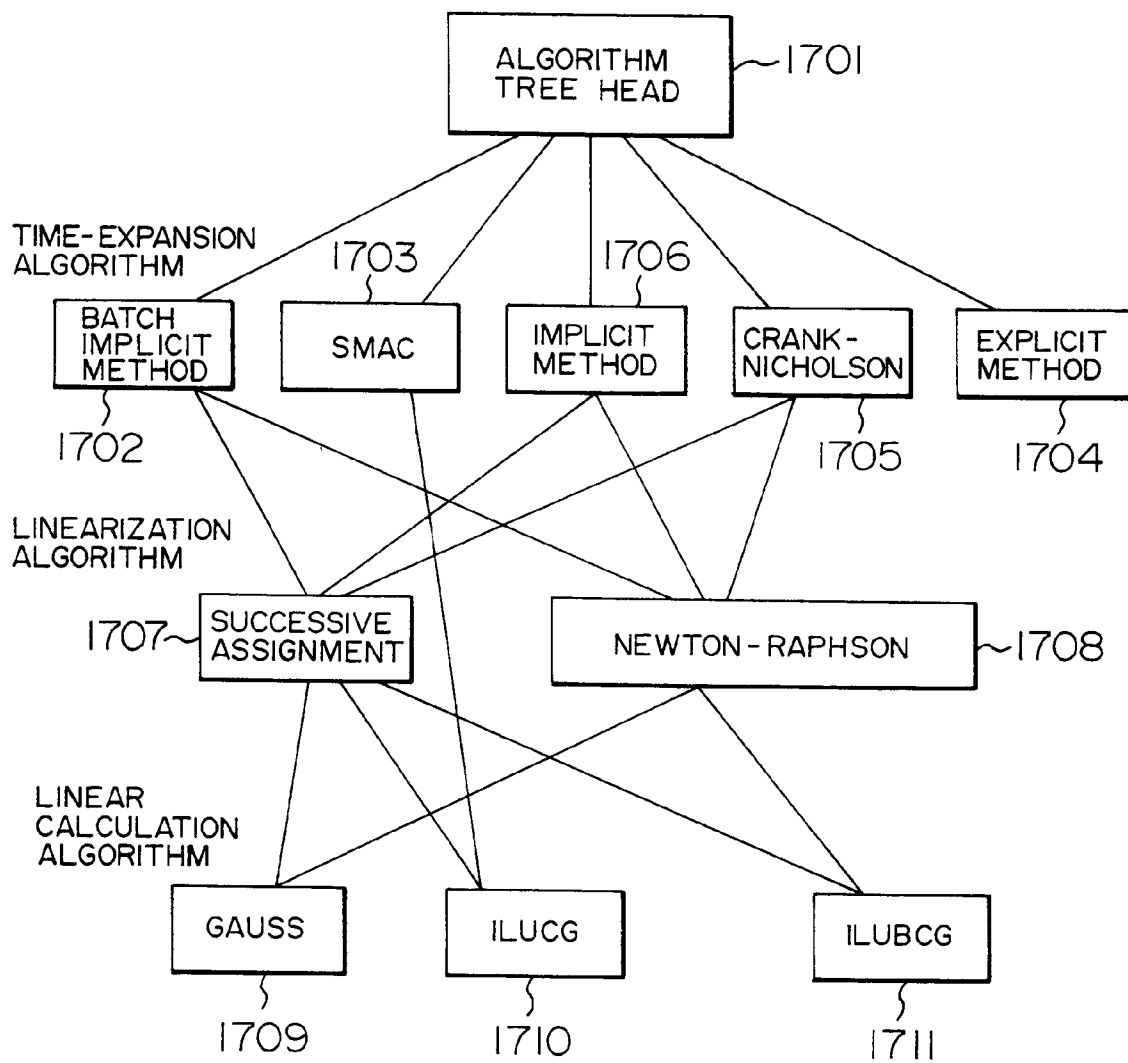 ALGORITHM
TREE HEAD
1701
TIME-EXPANSION
ALGORITHM
1703
1706
BATCH
IMPLICIT
METHOD
SMAC
IMPLICIT
METHOD
CRANK-
NICHOLSON
EXPLICIT
METHOD
1702
1705
1704
LINEARIZATION
ALGORITHM
1707
SUCCESSIVE
ASSIGNMENT
NEWTON-RAPHSON
1708
LINEAR
CALCULATION
ALGORITHM
GAUSS
ILUCG
ILUBCG
1709
1710
1711